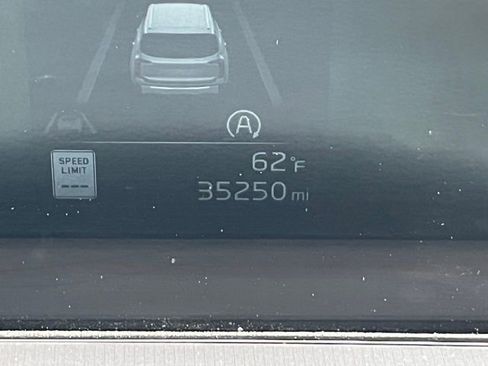 A
62°F
SPEED
LIMIT
---
35250 mi